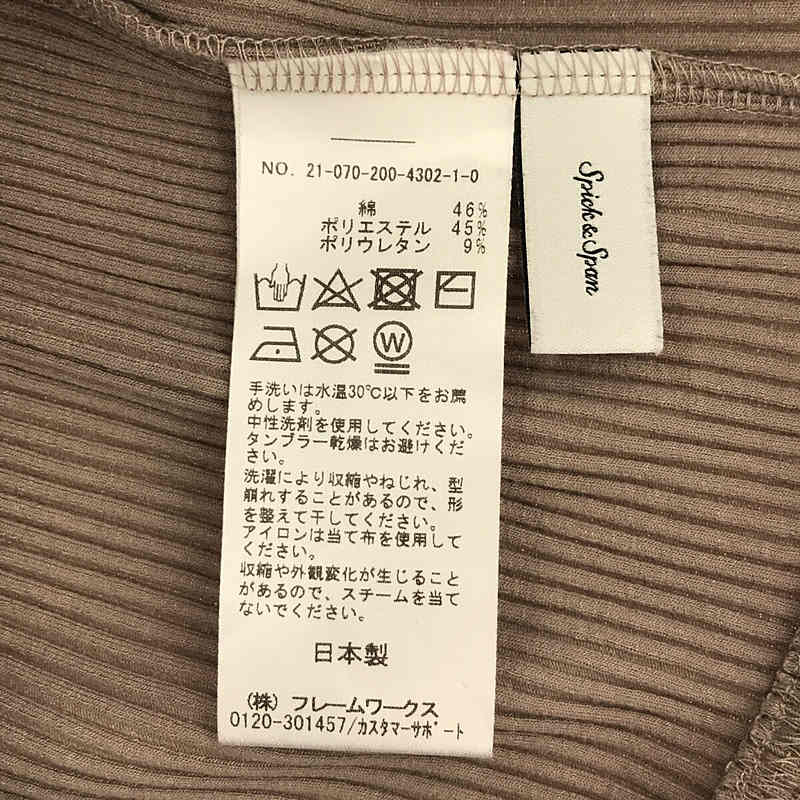 NO. 21-070-200-4302-1-0
綿 46%
ポリエステル 45%
ポリウレタン 9%
W
手洗いは水温30℃以下をお薦
めします。
中性洗剤を使用してください。
タンブラー乾燥はお避けくだ
さい。
洗濯により収縮やねじれ、型
崩れすることがあるので、形
を整えて干してください。
アイロンは当て布を使用して
ください。
収縮や外観変化が生じること
があるので、スチームを当て
ないでください。
日本製
(株) フレームワークス
0120-301457/カスタマーサポート
Spick&Span